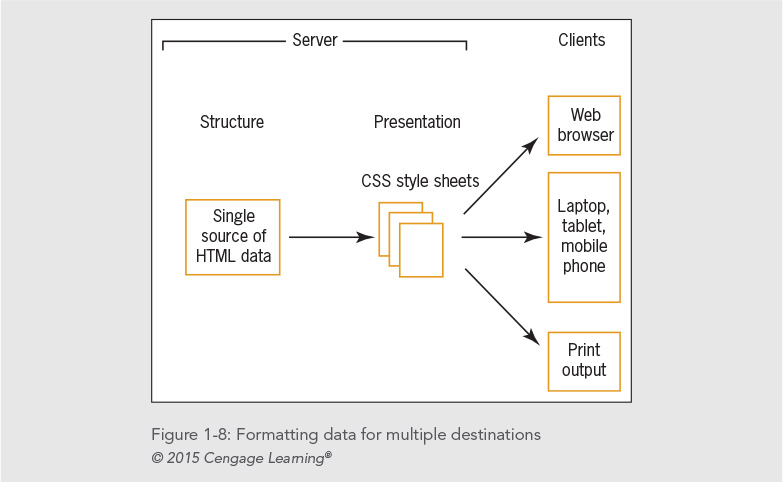 Server
Clients
Structure
Presentation
CSS style sheets
Single
source of
HTML data
Web
browser
Laptop,
tablet,
mobile
phone
Print
output
Figure 1-8: Formatting data for multiple destinations
© 2015 Cengage Learning®